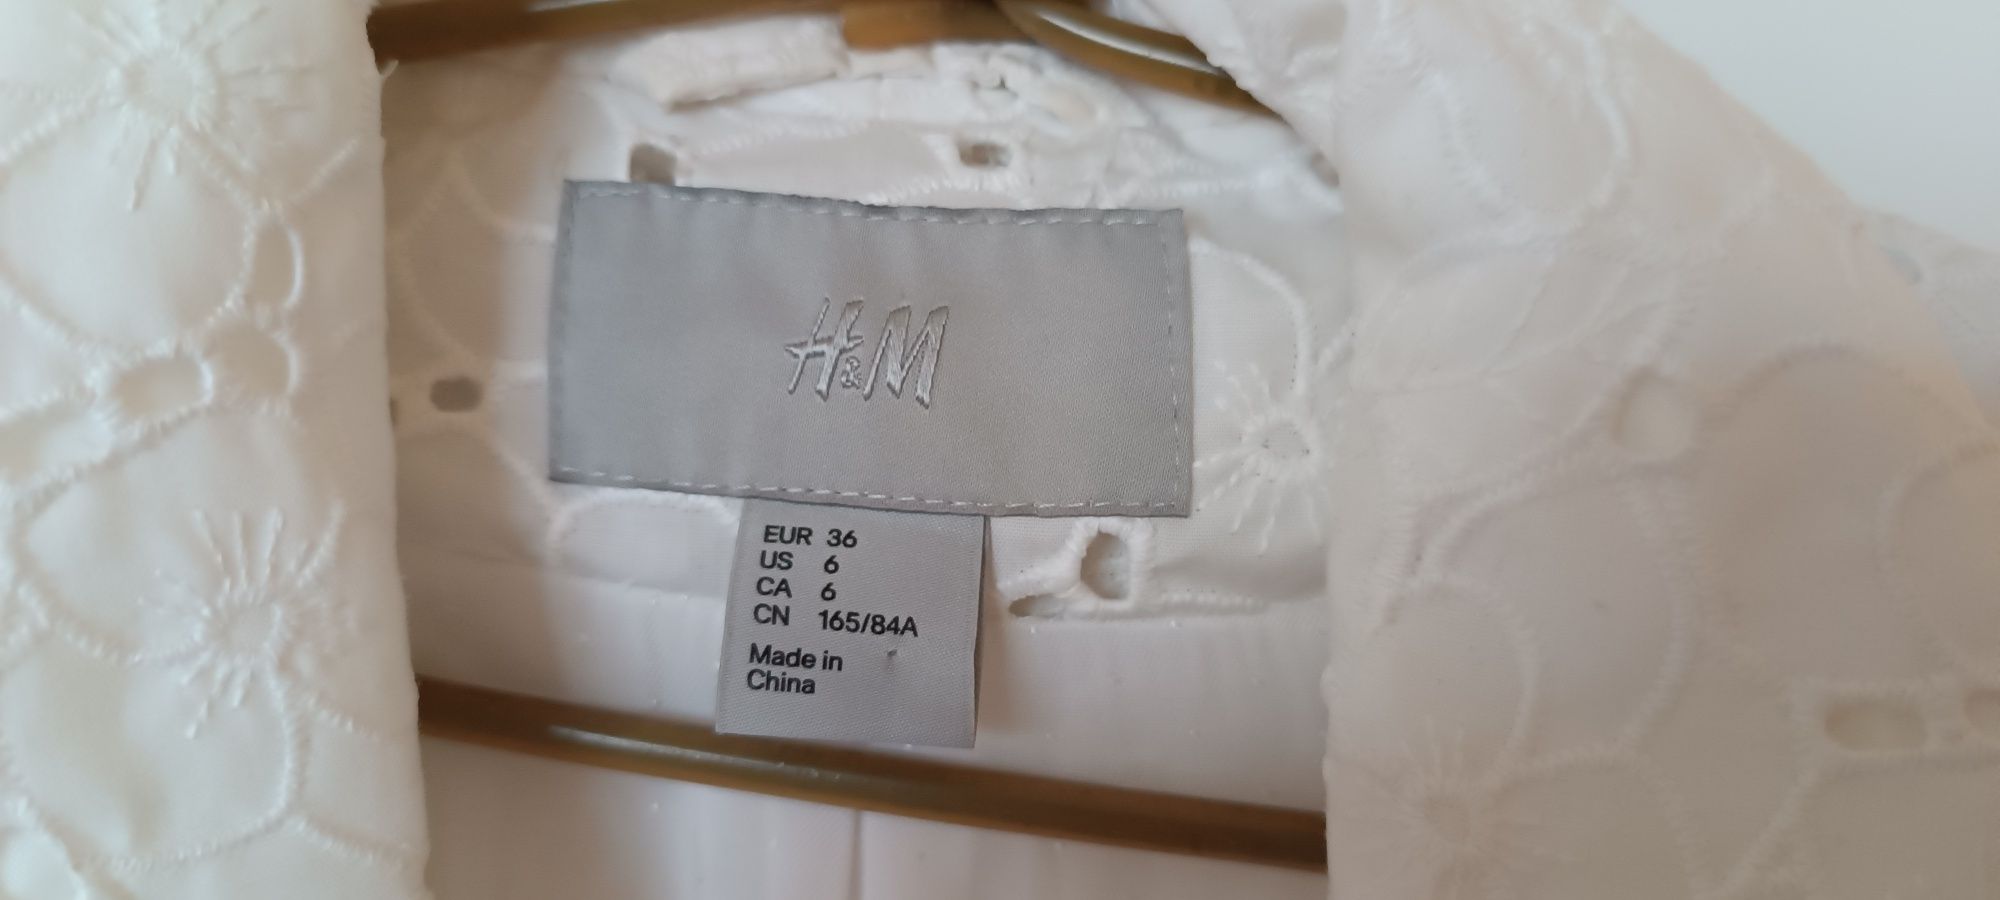 H&M
EUR 36
US 6
CA 6
CN 165/84A
Made in
China